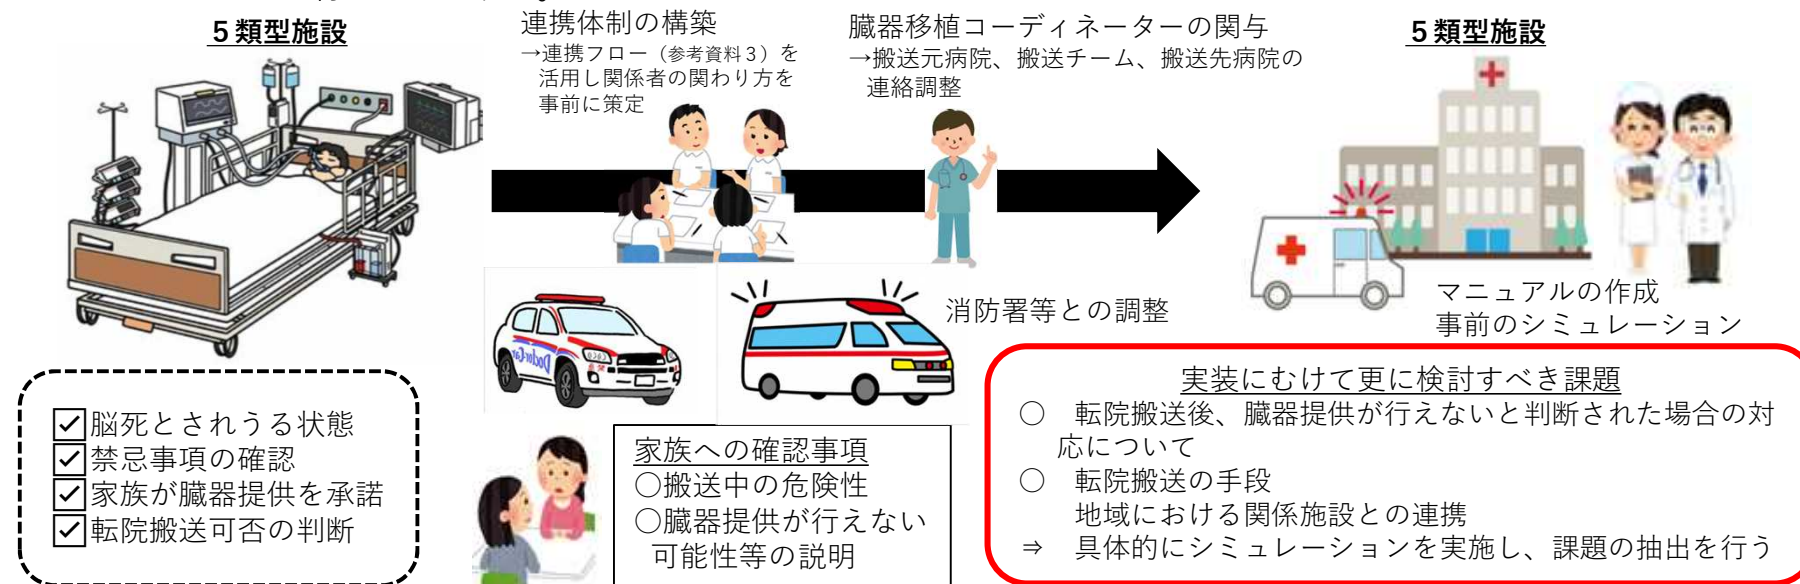 5類型施設
連携体制の構築
→連携フロー（参考資料3）を
活用し関係者の関わり方を
事前に策定
臓器移植コーディネーターの関与
→搬送元病院、搬送チーム、搬送先病院の
連絡調整
5類型施設
消防署等との調整
マニュアルの作成
事前のシミュレーション
Doctor-Car
☑脳死とされうる状態
☑禁忌事項の確認
☑家族が臓器提供を承諾
☑転院搬送可否の判断
家族への確認事項
○搬送中の危険性
○臓器提供が行えない
可能性等の説明
実装にむけて更に検討すべき課題
○ 転院搬送後、臓器提供が行えないと判断された場合の対
応について
○ 転院搬送の手段
地域における関係施設との連携
⇒ 具体的にシミュレーションを実施し、課題の抽出を行う